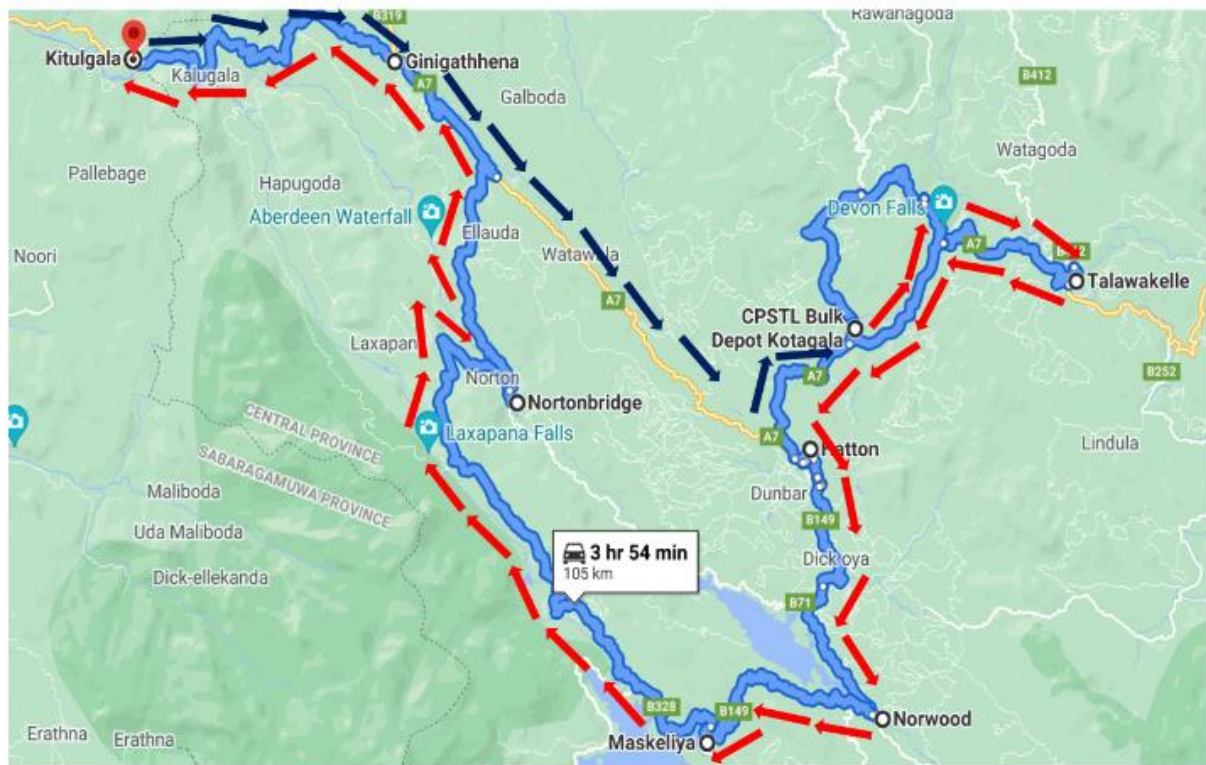 B319
Rawanagoda
Kitulgala
Ginigathhena
Kalugala
A7
Galboda
B412
Pallebage
Hapugoda
Watagoda
Aberdeen Waterfall
Devon Falls
Ellauda
Noori
Watawala
A7
A7
Talawakelle
CPSTL Bulk
Depot Kotagala
A7
Laxapan
Norton
Nortonbridge
B252
Laxapana Falls
A7
Hatton
Lindula
CENTRAL PROVINCE
SABARAGAMUWA PROVINCE
Dunbar
Maliboda
B149
Uda Maliboda
3 hr 54 min
105 km
Dick-ellekanda
Dick oya
B71
B328
B149
Norwood
Maskeliya
Erathna
Erathna